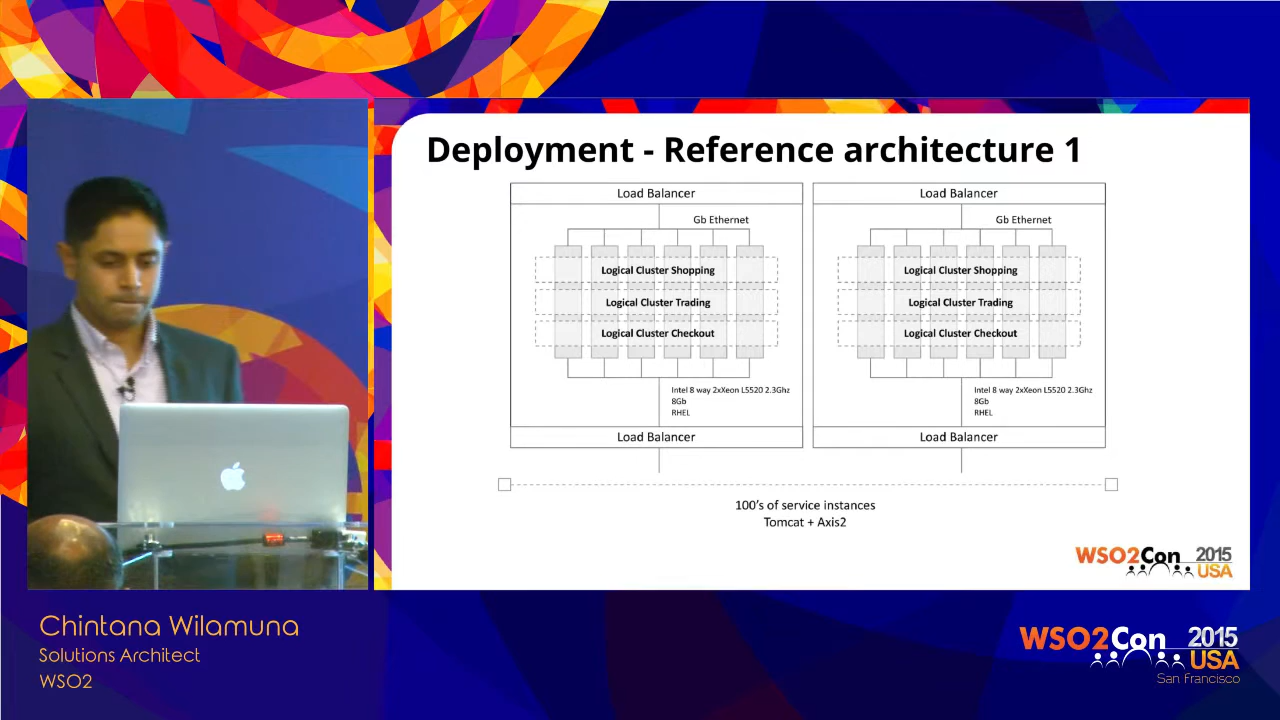 Deployment - Reference architecture 1
Load Balancer
Gb Ethernet
Logical Cluster Shopping
Logical Cluster Trading
Logical Cluster Checkout
Intel 8 way 2xXeon L5520 2.3Ghz
8Gb
RHEL
Load Balancer
Load Balancer
Gb Ethernet
Logical Cluster Shopping
Logical Cluster Trading
Logical Cluster Checkout
Intel 8 way 2xXeon L5520 2.3Ghz
8Gb
RHEL
Load Balancer
100's of service instances
Tomcat + Axis2
WSO2Con 2015
USA
Chintana Wilamuna
Solutions Architect
WSO2
WSO2Con 2015
USA
San Francisco